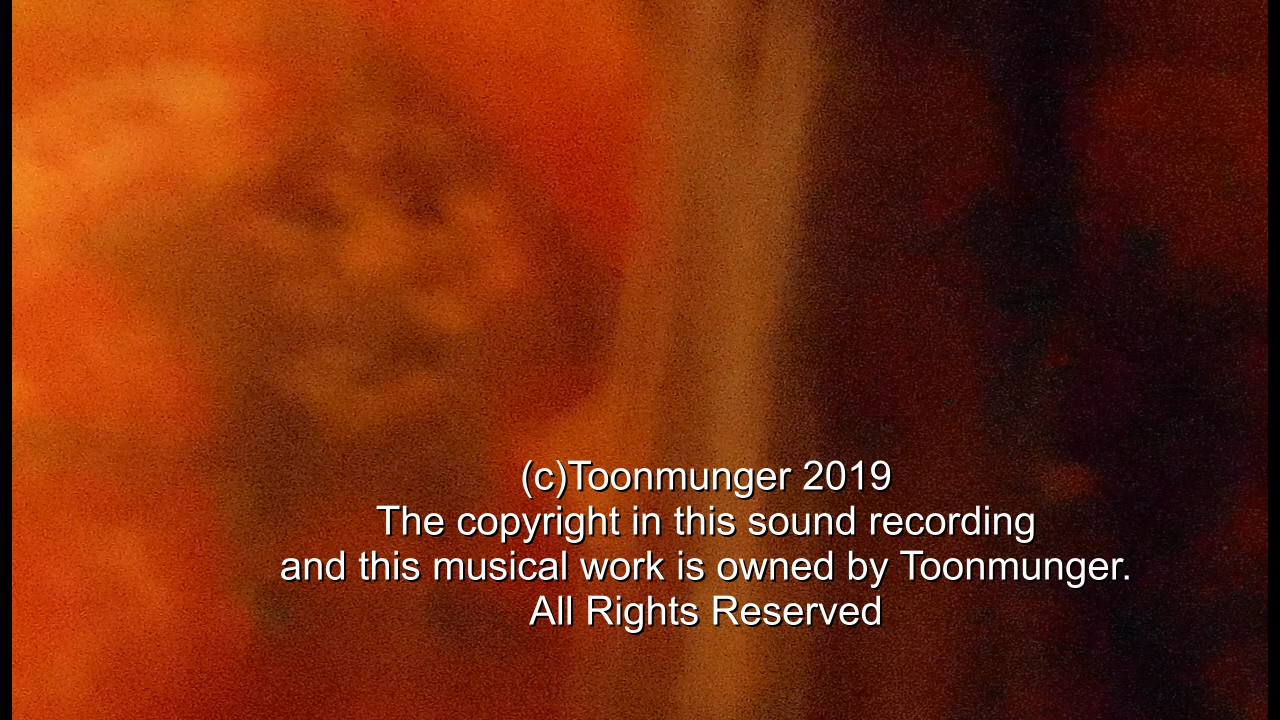 (c)Toonmunger 2019
The copyright in this sound recording
and this musical work is owned by Toonmunger.
All Rights Reserved